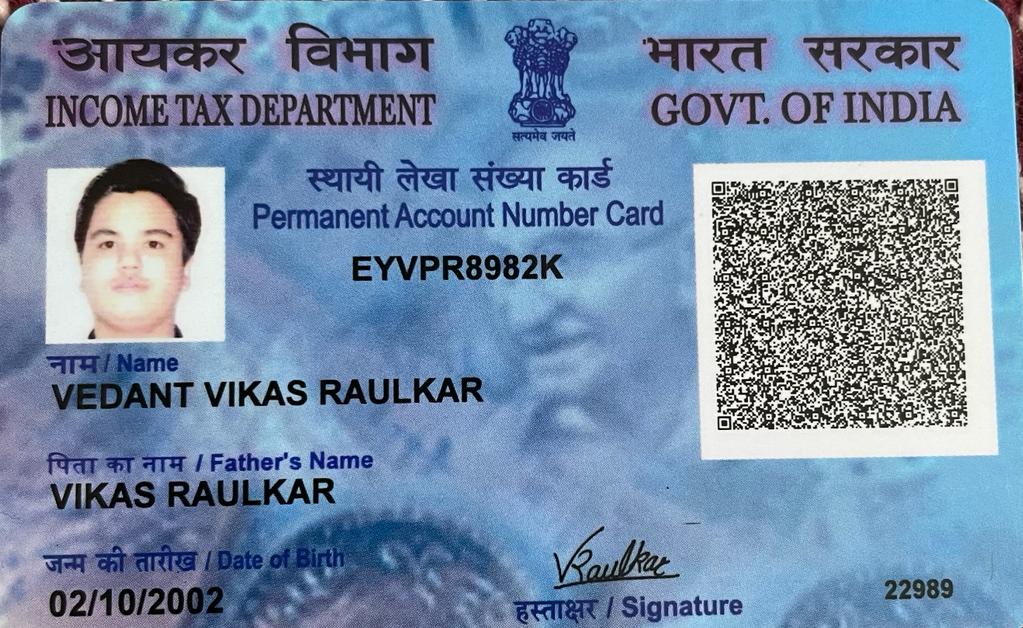 आयकर विभाग
INCOME TAX DEPARTMENT
सत्यमेव जयते
भारत सरकार
GOVT. OF INDIA
स्थायी लेखा संख्या कार्ड
Permanent Account Number Card
EYVPR8982K
नाम / Name
VEDANT VIKAS RAULKAR
पिता का नाम / Father's Name
VIKAS RAULKAR
जन्म की तारीख / Date of Birth
02/10/2002
VRaulkar
हस्ताक्षर / Signature
22989